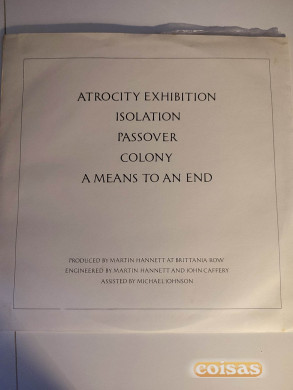 ATROCITY EXHIBITION
ISOLATION
PASSOVER
COLONY
A MEANS TO AN END
PRODUCED BY MARTIN HANNETT AT BRITTANIA ROW
ENGINEERED BY MARTIN HANNETT AND JOHN CAFFERY
ASSISTED BY MICHAEL JOHNSON
coisas